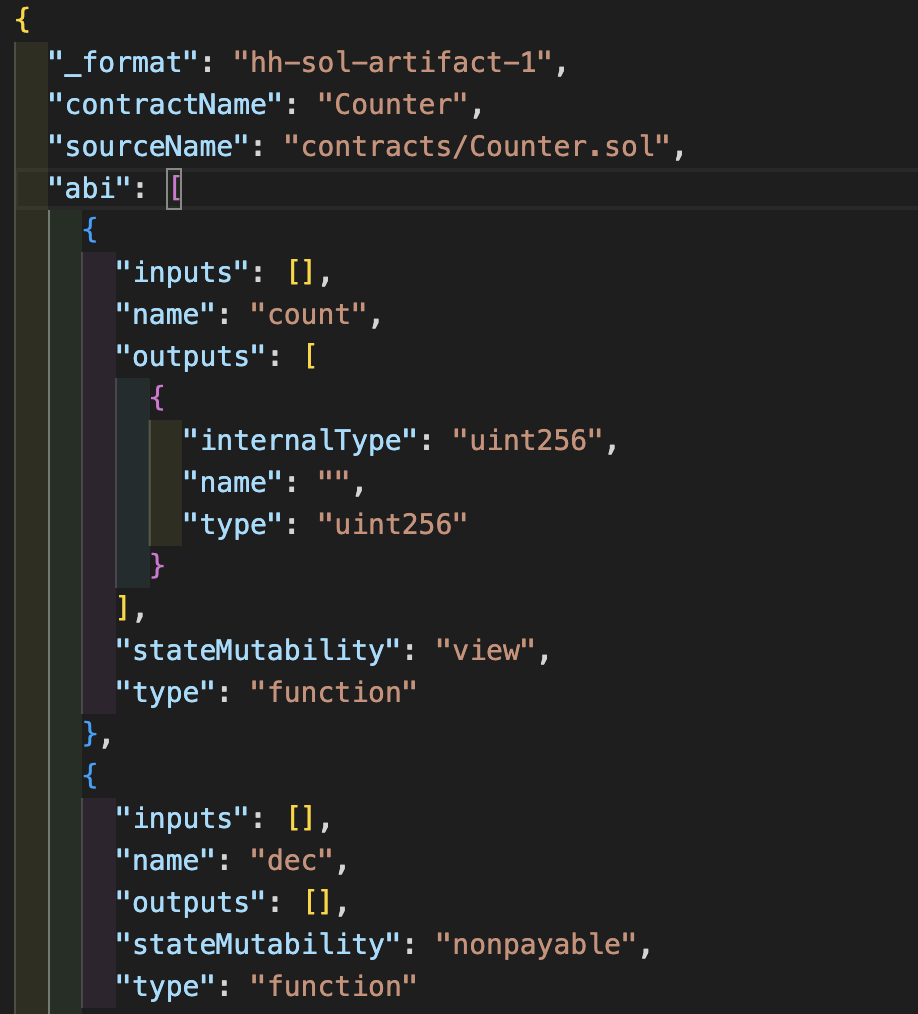 {
"_format": "hh-sol-artifact-1",
"contractName": "Counter",
"sourceName": "contracts/Counter.sol",
"abi": [
{
"inputs": [],
"name": "count",
"outputs": [
{
"internalType": "uint256",
"name": "",
"type": "uint256"
}
],
"stateMutability": "view",
"type": "function"
},
{
"inputs": [],
"name": "dec",
"outputs": [],
"stateMutability": "nonpayable",
"type": "function"